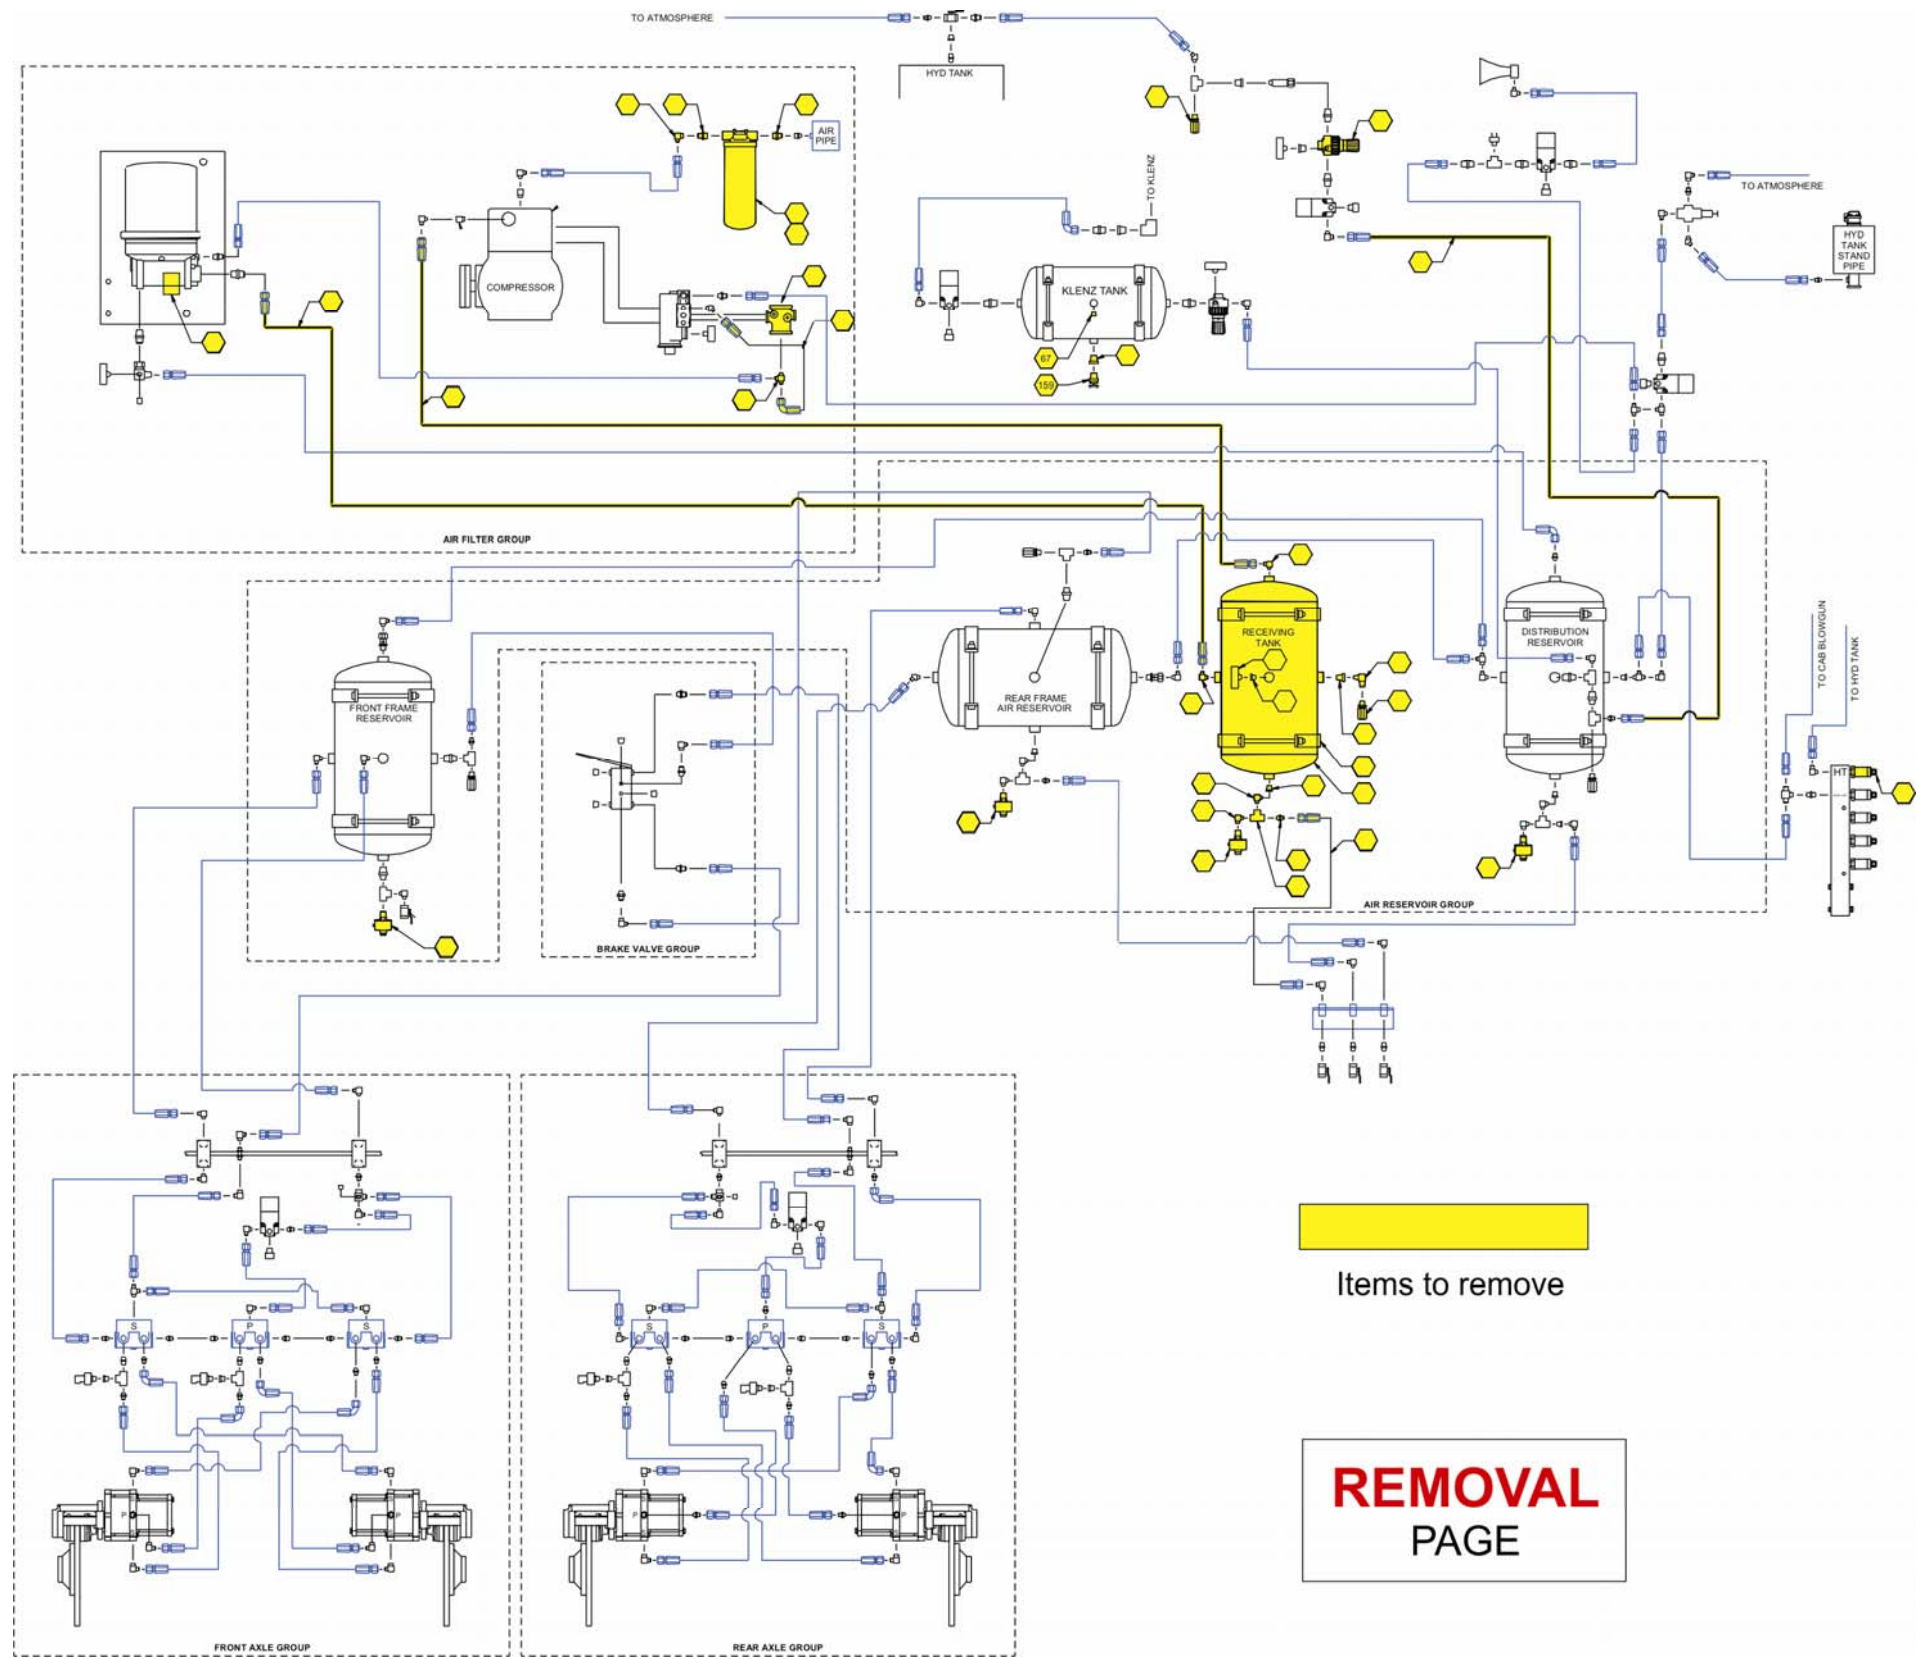 TO ATMOSPHERE
HYD TANK
AIR
PIPE
TO KLENZ
TO ATMOSPHERE
HYD
TANK
STAND
PIPE
COMPRESSOR
KLENZ TANK
67
159
AIR FILTER GROUP
RECEIVING
TANK
DISTRIBUTION
RESERVOIR
TO CAB BLOWGUN
TO HYD TANK
REAR FRAME
AIR RESERVOIR
FRONT FRAME
RESERVOIR
HT
AIR RESERVOIR GROUP
BRAKE VALVE GROUP
S
P
S
S
P
S
Items to remove
REMOVAL
PAGE
P
P
P
P
FRONT AXLE GROUP
REAR AXLE GROUP